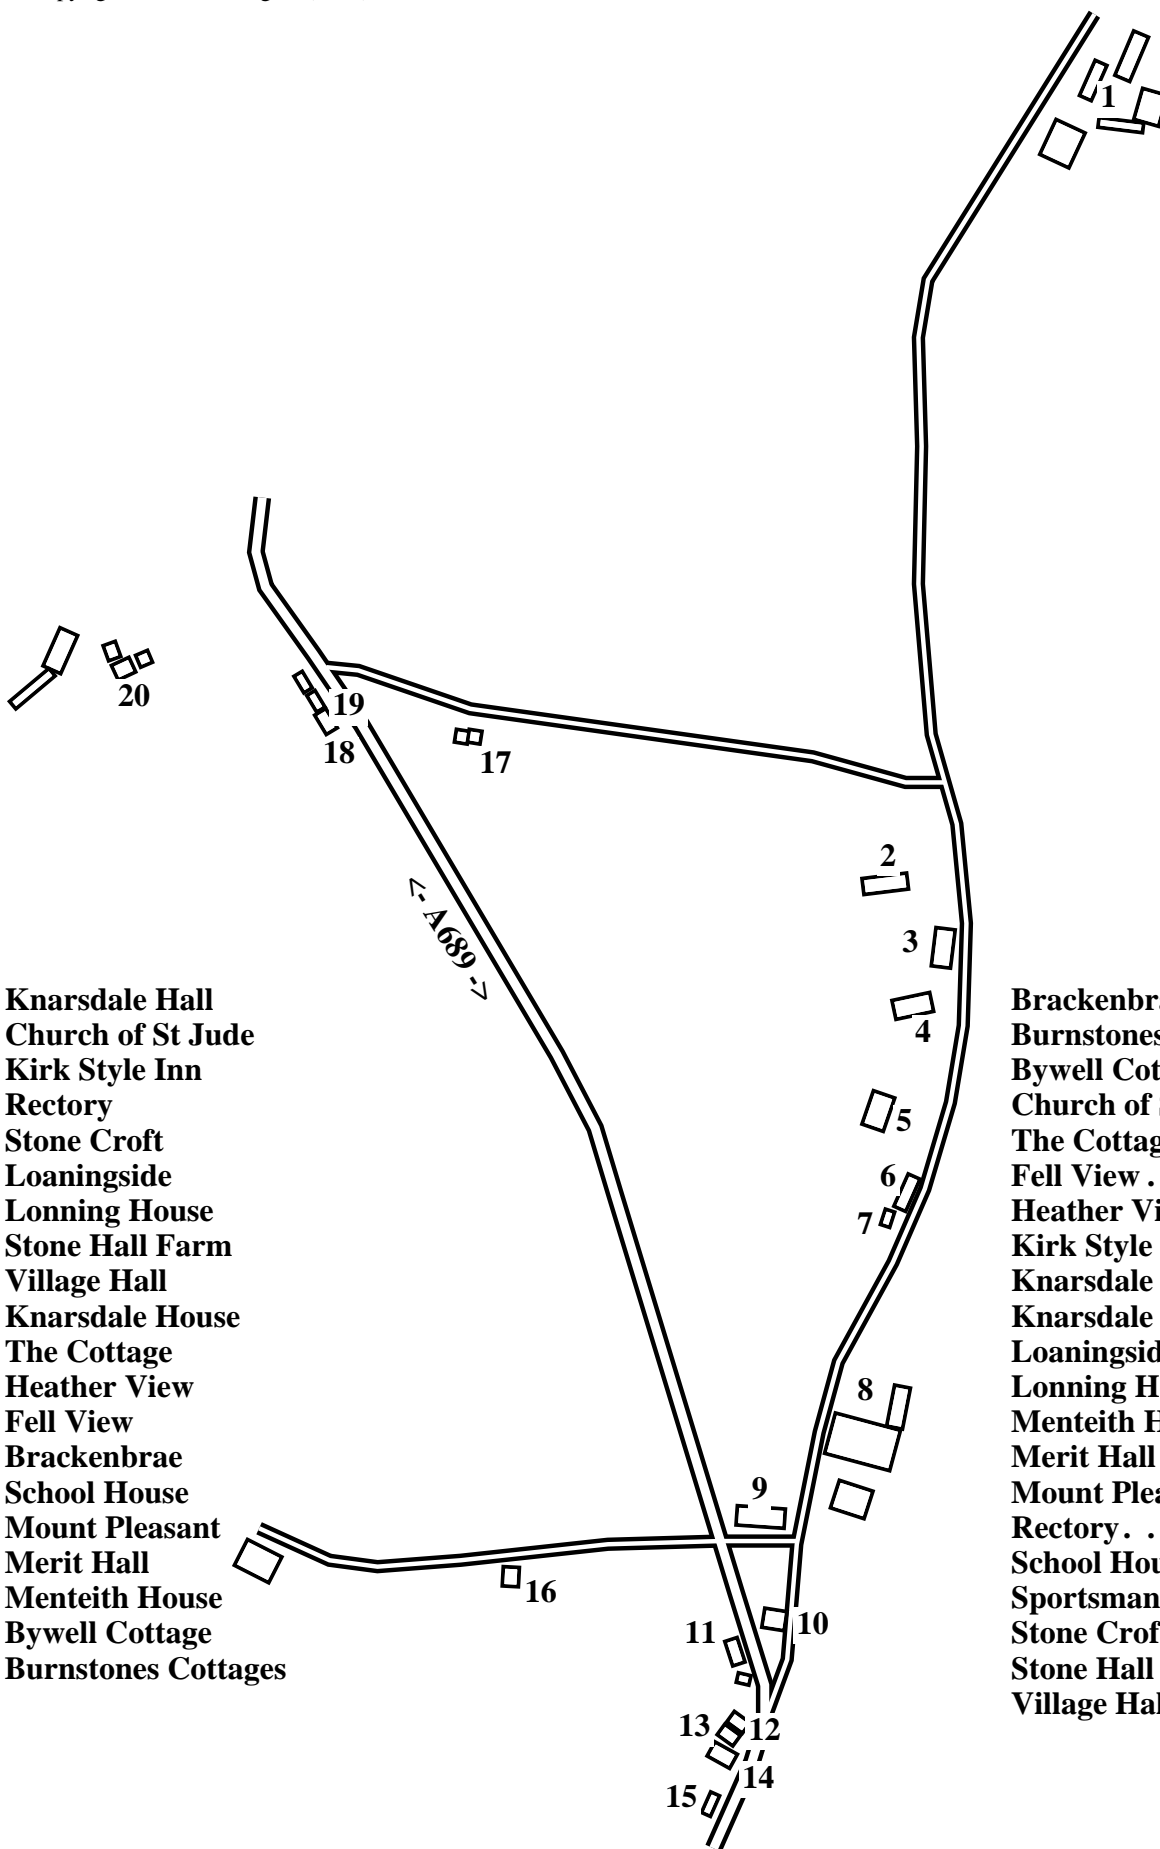 1
2
3
4
5
6
7
8
9
10
11
12
13
14
15
16
17
18
19
20
<- A689 ->
Knarsdale Hall
Church of St Jude
Kirk Style Inn
Rectory
Stone Croft
Loaningside
Lonning House
Stone Hall Farm
Village Hall
Knarsdale House
The Cottage
Heather View
Fell View
Brackenbrae
School House
Mount Pleasant
Merit Hall
Menteith House
Bywell Cottage
Burnstones Cottages
Brackenbra
Burnstones
Bywell Cot
Church of
The Cottag
Fell View .
Heather Vi
Kirk Style
Knarsdale
Knarsdale
Loaningsid
Lonning H
Menteith H
Merit Hall
Mount Plea
Rectory. .
School Hou
Sportsman
Stone Crof
Stone Hall
Village Hal